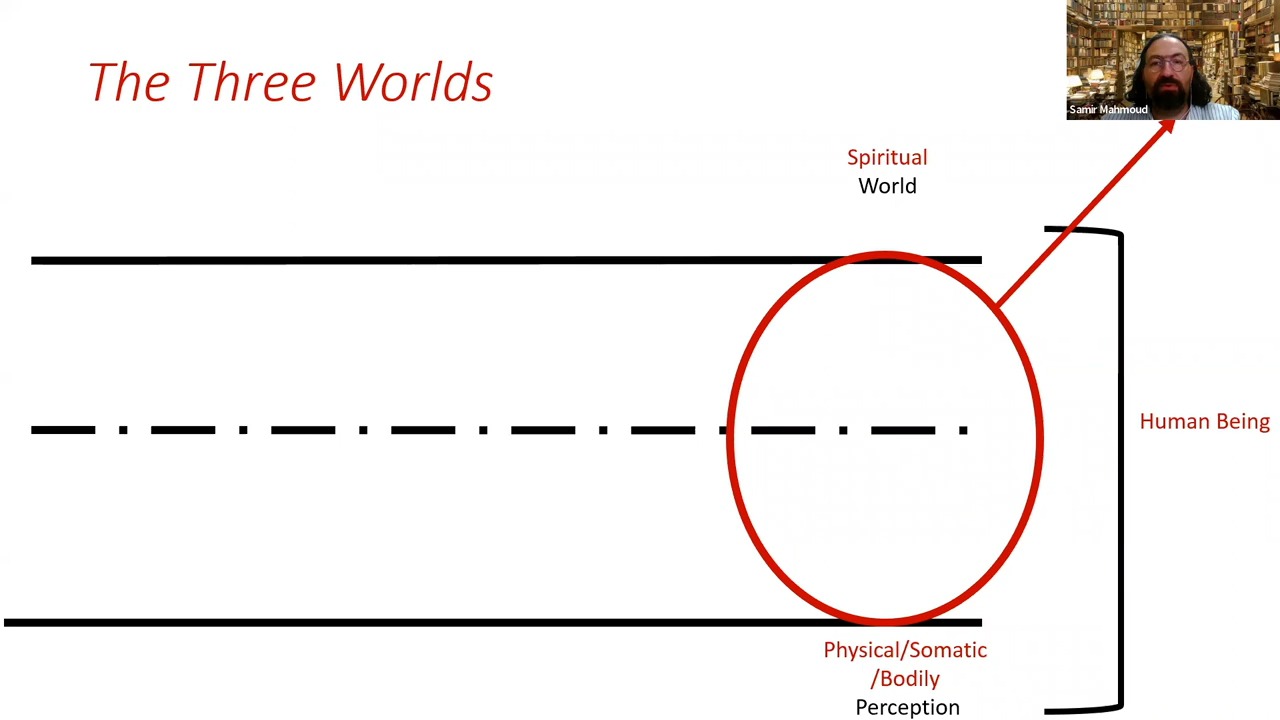 The Three Worlds
Samir Mahmoud
Spiritual
World
Human Being
Physical/Somatic
/Bodily
Perception